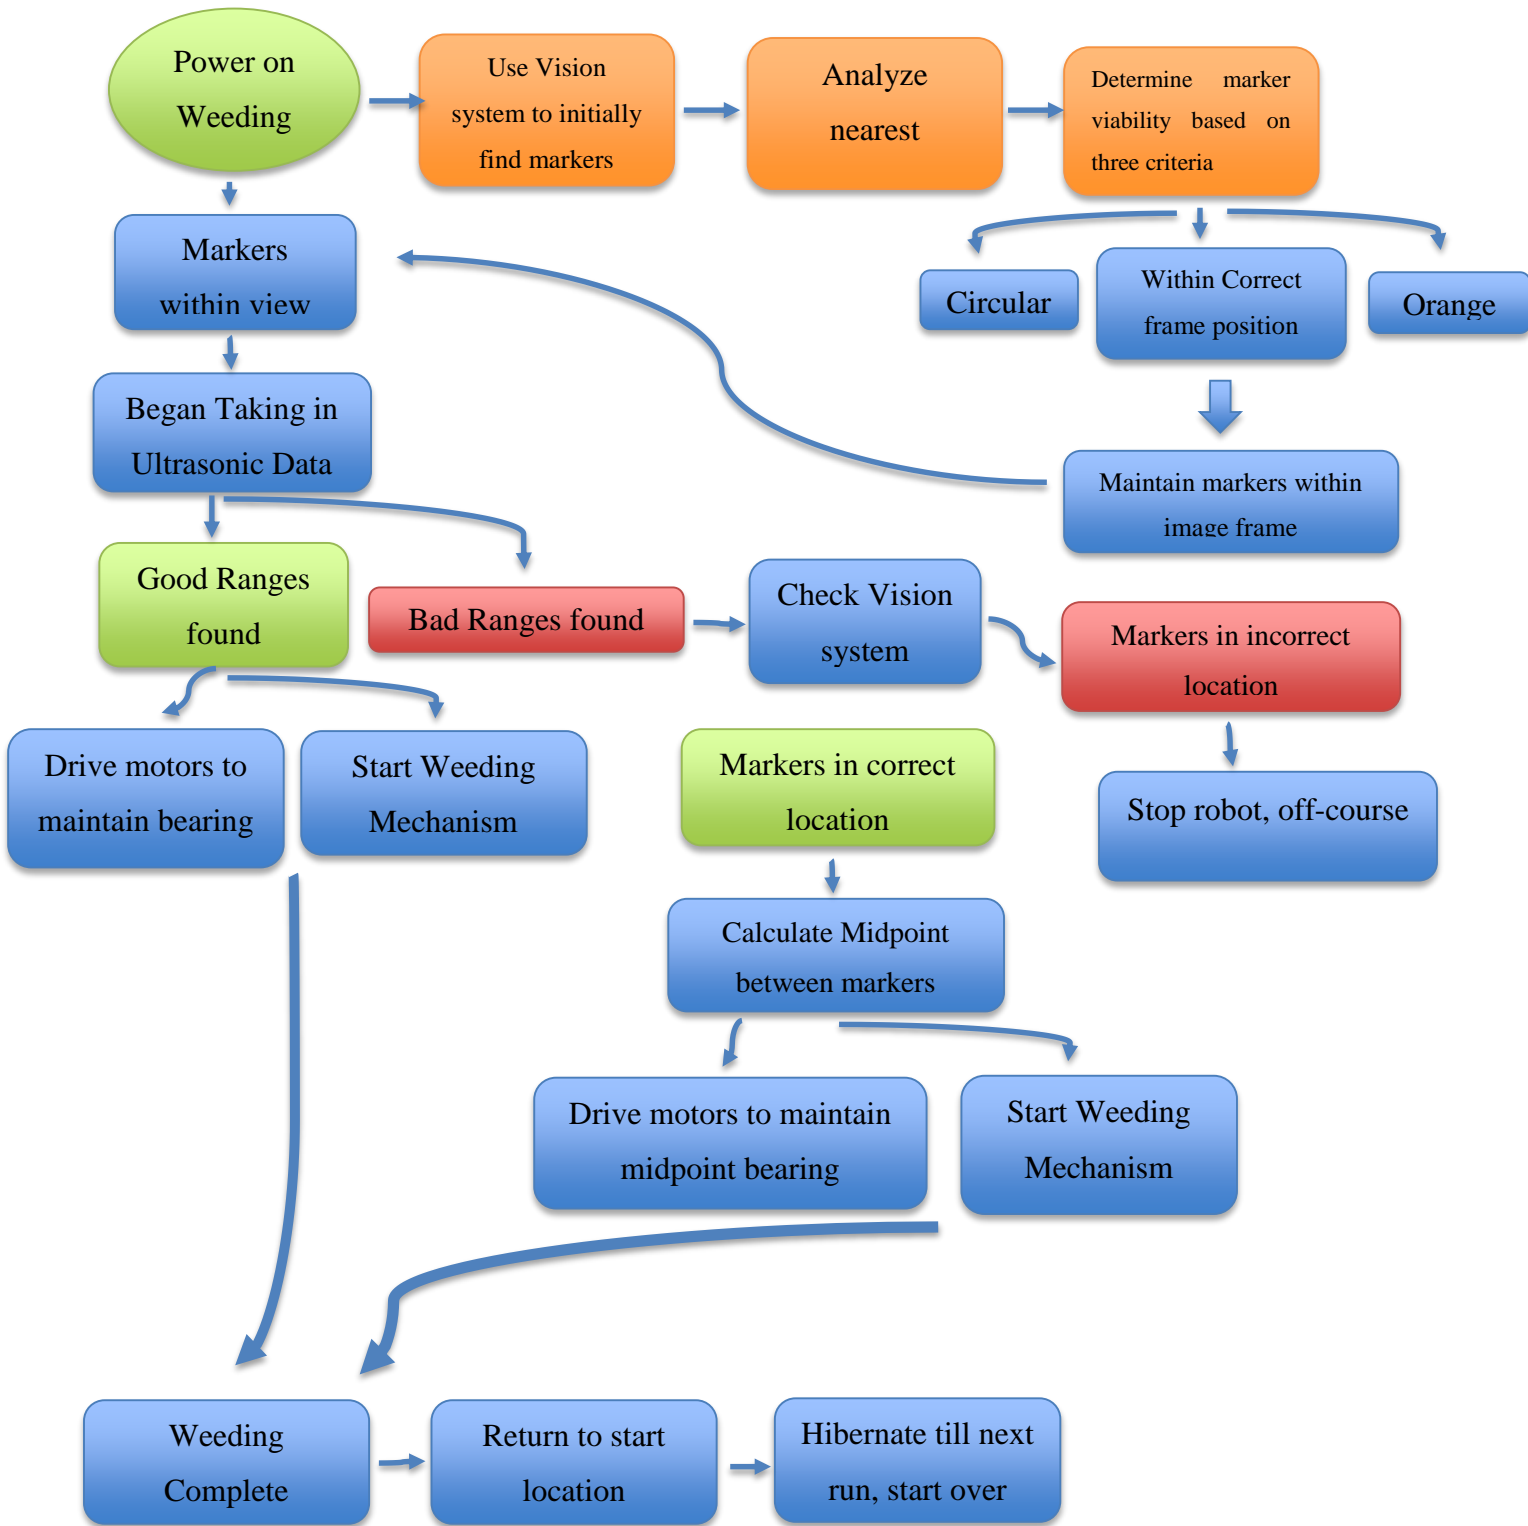 Power on
Weeding
Use Vision
system to initially
find markers
Analyze
nearest
Determine marker
viability based on
three criteria
Markers
within view
Circular
Within Correct
frame position
Orange
Began Taking in
Ultrasonic Data
Maintain markers within
image frame
Good Ranges
found
Bad Ranges found
Check Vision
system
Markers in incorrect
location
Drive motors to
maintain bearing
Start Weeding
Mechanism
Markers in correct
location
Stop robot, off-course
Calculate Midpoint
between markers
Drive motors to maintain
midpoint bearing
Start Weeding
Mechanism
Weeding
Complete
Return to start
location
Hibernate till next
run, start over